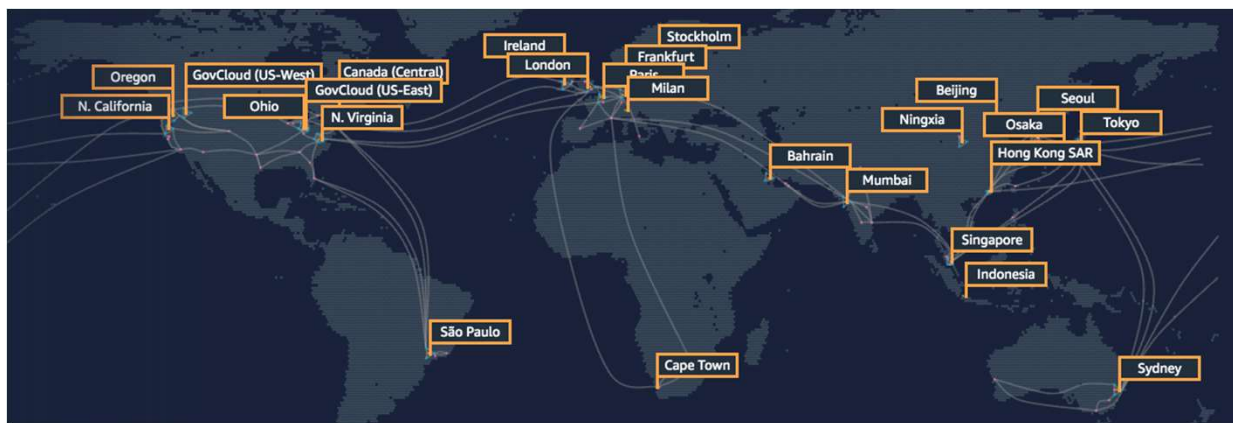 Stockholm
Ireland
Frankfurt
London
Paris
Milan
Oregon
GovCloud (US-West)
Canada (Central)
GovCloud (US-East)
N. California
Ohio
N. Virginia
Beijing
Seoul
Ningxia
Osaka
Tokyo
Hong Kong SAR
Bahrain
Mumbai
Singapore
Indonesia
São Paulo
Cape Town
Sydney